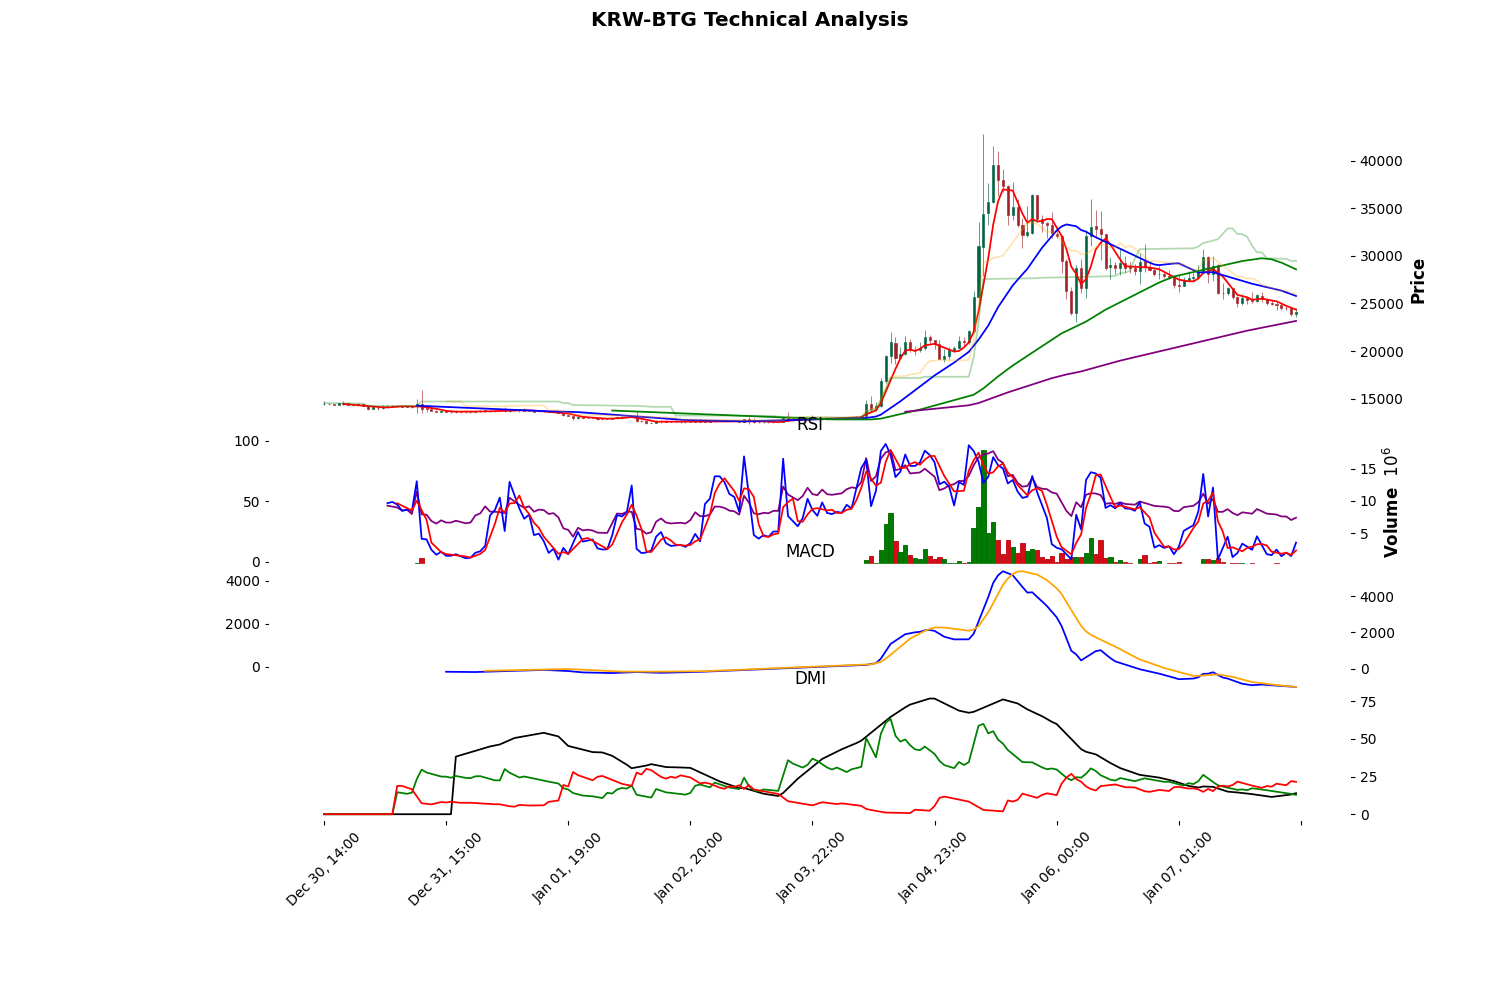 KRW-BTG Technical Analysis
40000
35000
30000
25000
20000
15000
Price
RSI
100
50
0
15
10
5
Volume 10^6
MACD
4000
2000
0
4000
2000
0
DMI
75
50
25
0
Dec 30, 14:00
Dec 31, 15:00
Jan 01, 19:00
Jan 02, 20:00
Jan 03, 22:00
Jan 04, 23:00
Jan 06, 00:00
Jan 07, 01:00